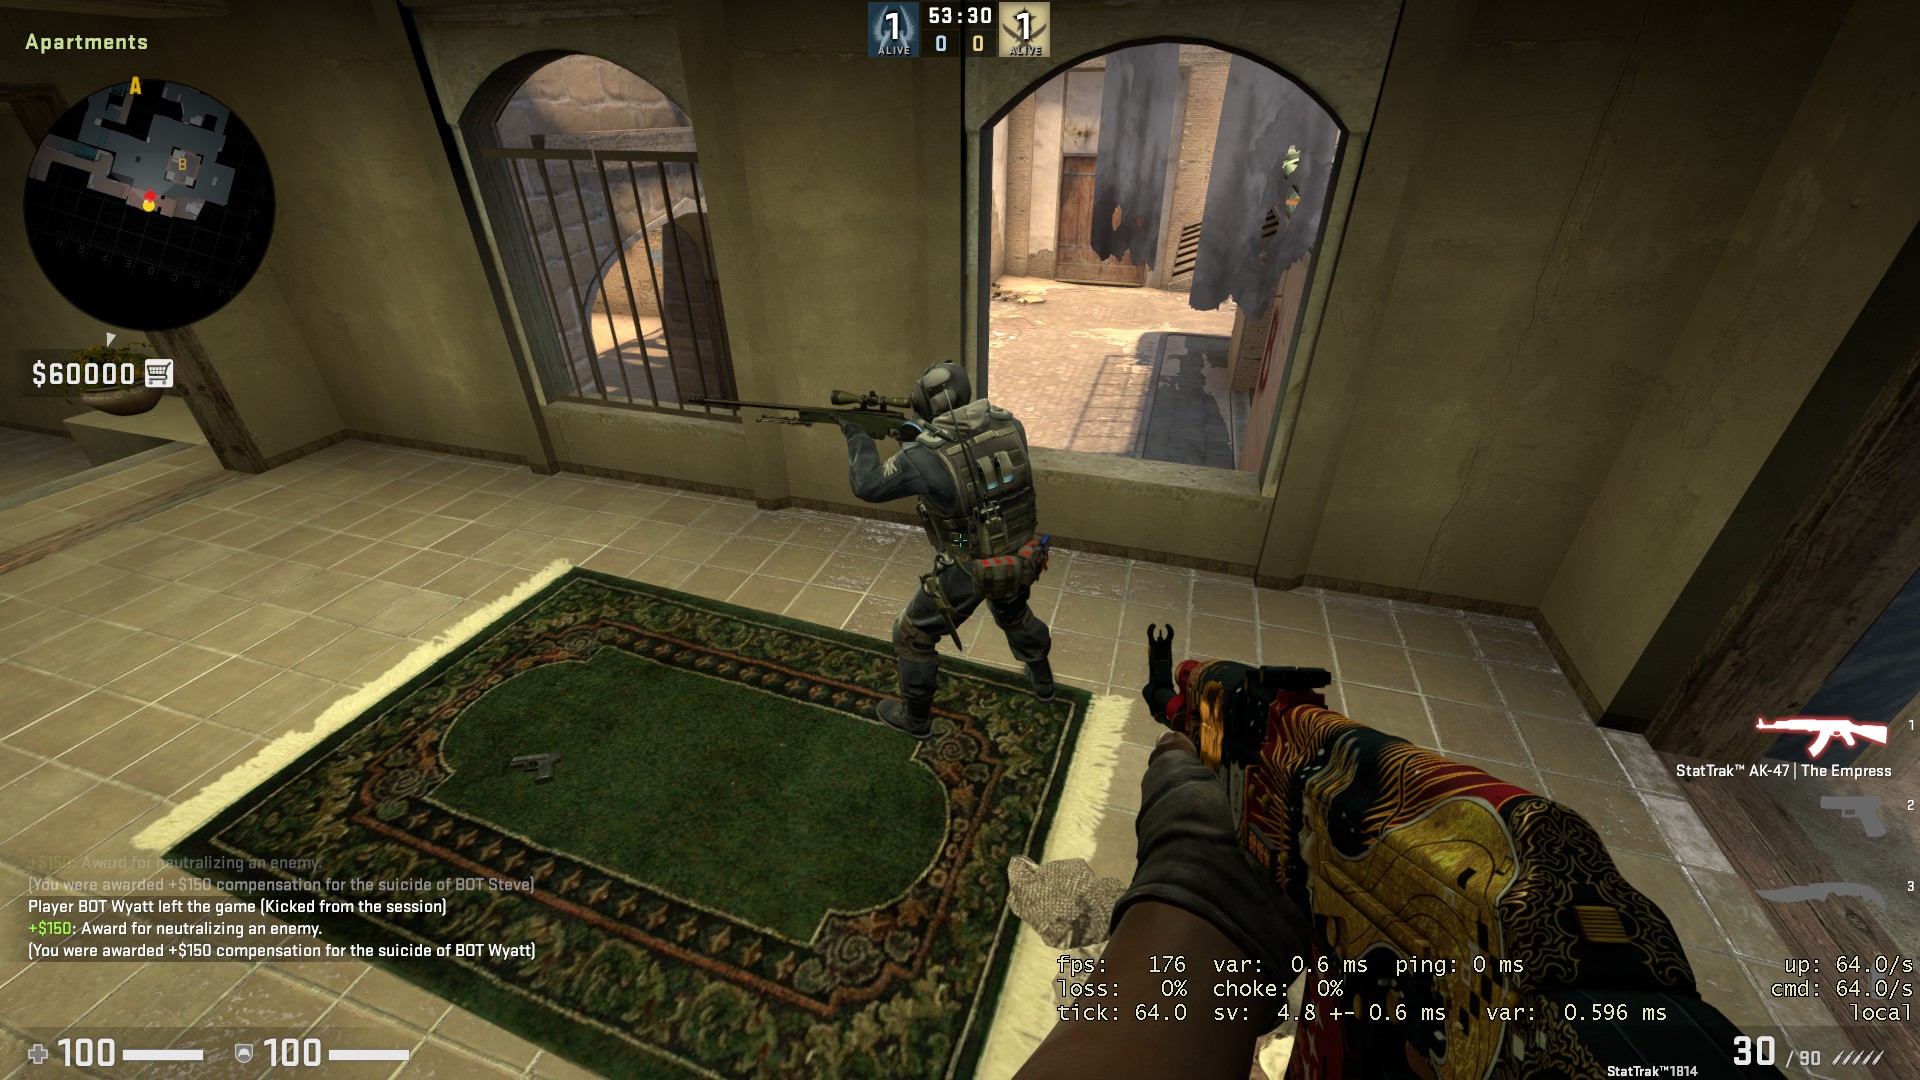 Apartments
1
ALIVE
53:30
0
0
1
ALIVE
A
B
$60000
1
StatTrak™ AK-47 | The Empress
2
3
+$150: Award for neutralizing an enemy.
(You were awarded +$150 compensation for the suicide of BOT Steve)
Player BOT Wyatt left the game (Kicked from the session)
+$150: Award for neutralizing an enemy.
(You were awarded +$150 compensation for the suicide of BOT Wyatt)
fps: 176 var: 0.6 ms ping: 0 ms
up: 64.0/s
loss: 0% choke: 0%
cmd: 64.0/s
tick: 64.0 sv: 4.8 +- 0.6 ms var: 0.596 ms
local
100
100
30 / 90
StatTrak™1814